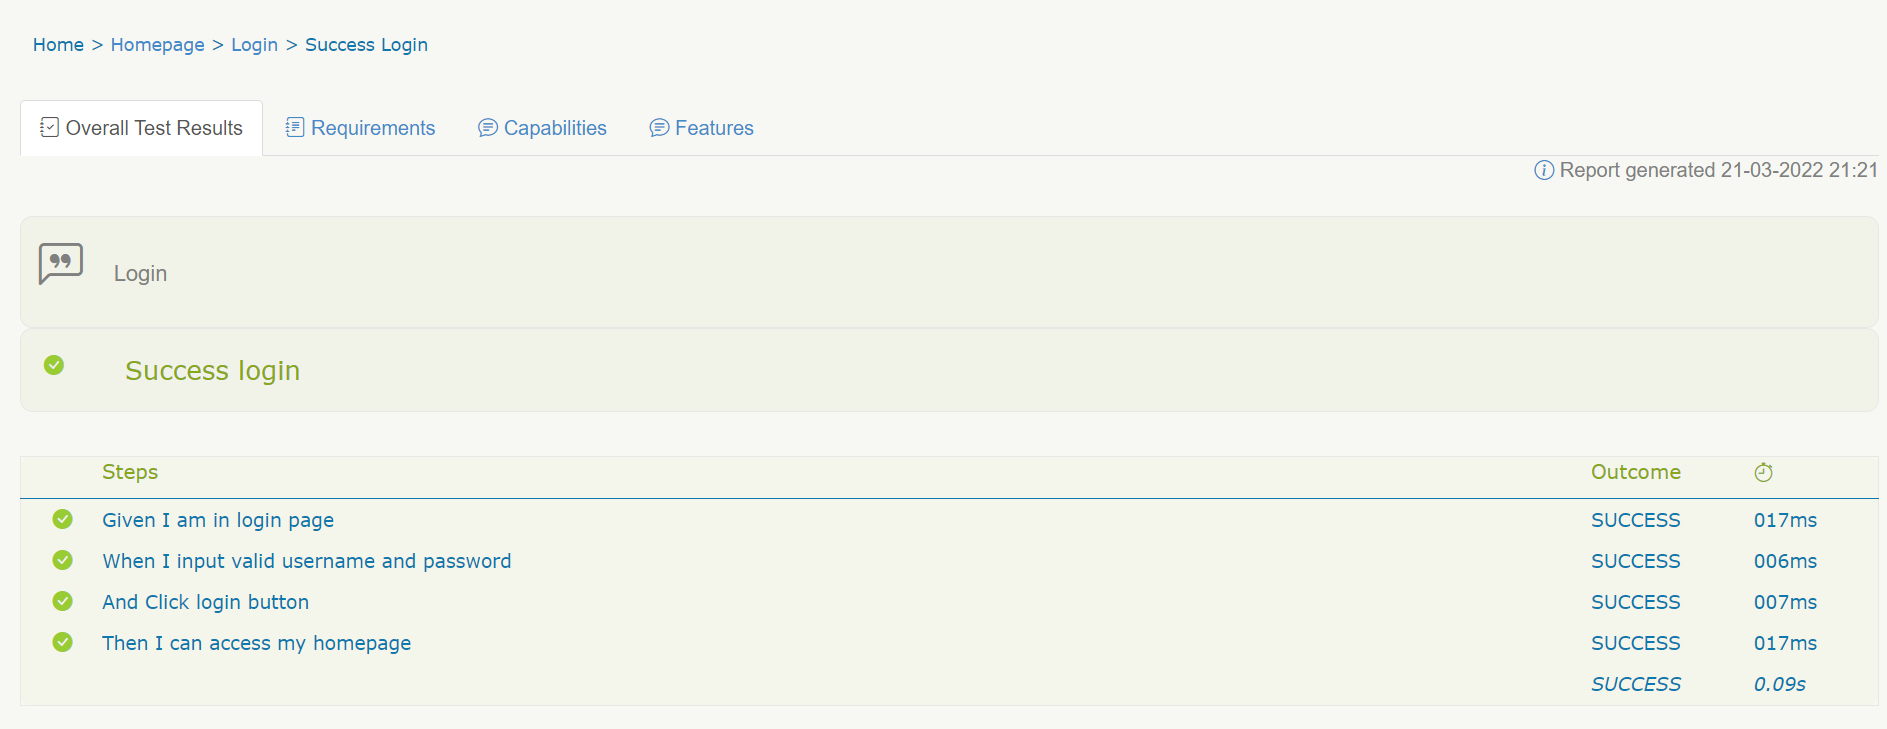 Home > Homepage > Login > Success Login
Overall Test Results Requirements Capabilities Features
Report generated 21-03-2022 21:21
Login
Success login
Steps Outcome
Given I am in login page SUCCESS 017ms
When I input valid username and password SUCCESS 006ms
And Click login button SUCCESS 007ms
Then I can access my homepage SUCCESS 017ms
SUCCESS 0.09s